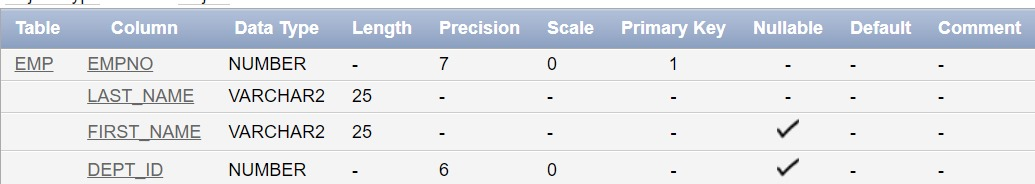 Table Column Data Type Length Precision Scale Primary Key Nullable Default Comment
EMP EMPNO NUMBER - 7 0 1 - - -
LAST_NAME VARCHAR2 25 - - - - - -
FIRST_NAME VARCHAR2 25 - - - ✓ - -
DEPT_ID NUMBER - 6 0 - ✓ - -